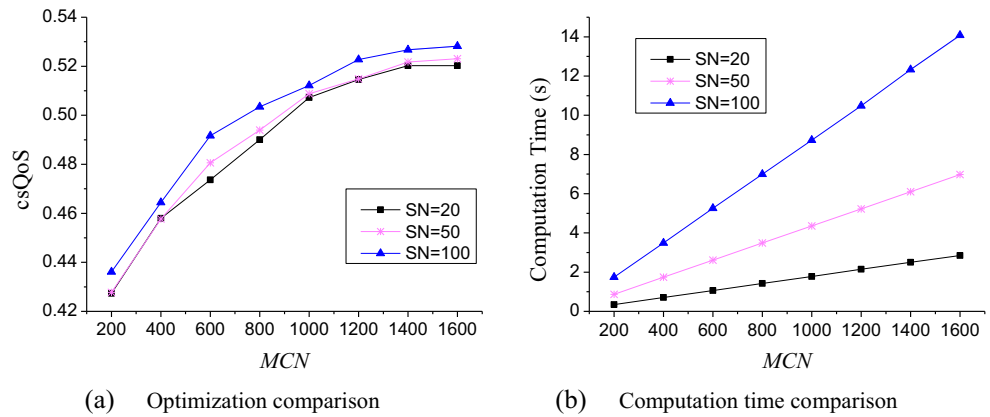 0.54
0.52
0.50
0.48
0.46
0.44
0.42
csQoS
SN=20
SN=50
SN=100
200 400 600 800 1000 1200 1400 1600
MCN
(a) Optimization comparison
14
12
10
8
6
4
2
0
Computation Time (s)
SN=20
SN=50
SN=100
200 400 600 800 1000 1200 1400 1600
MCN
(b) Computation time comparison